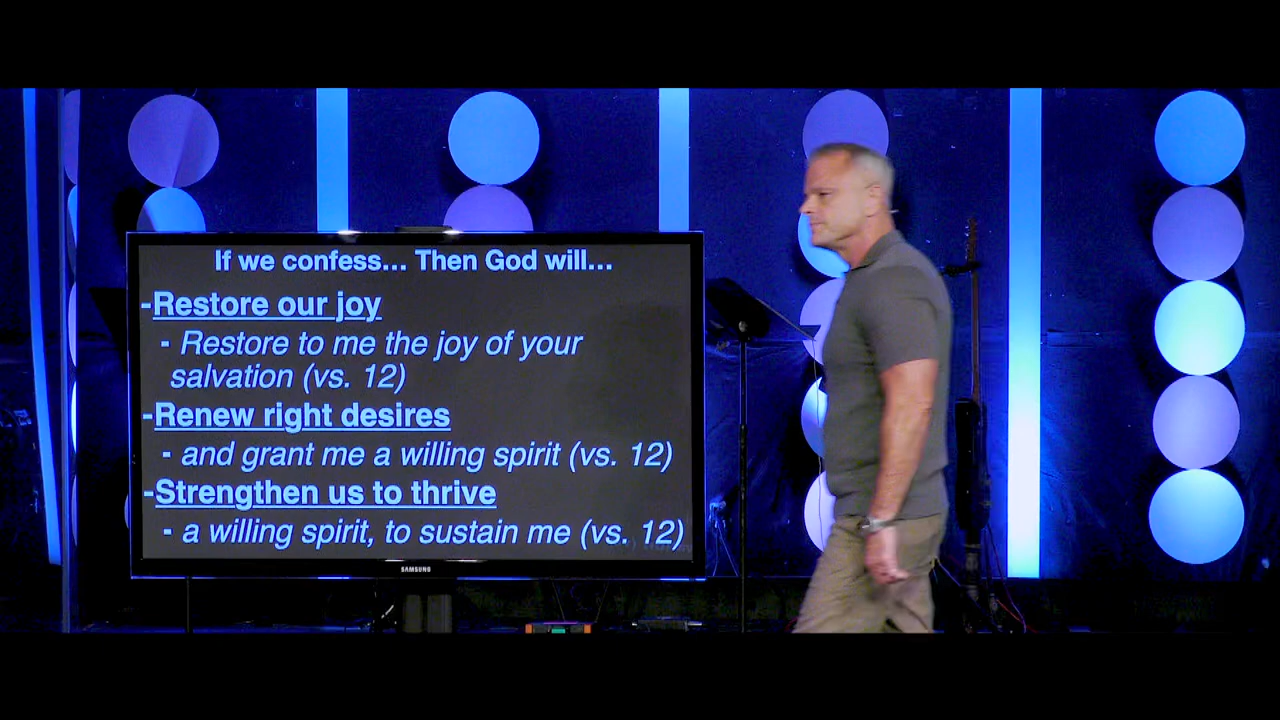 If we confess... Then God will...
-Restore our joy
- Restore to me the joy of your
salvation (vs. 12)
-Renew right desires
- and grant me a willing spirit (vs. 12)
-Strengthen us to thrive
- a willing spirit, to sustain me (vs. 12)
SAMSUNG